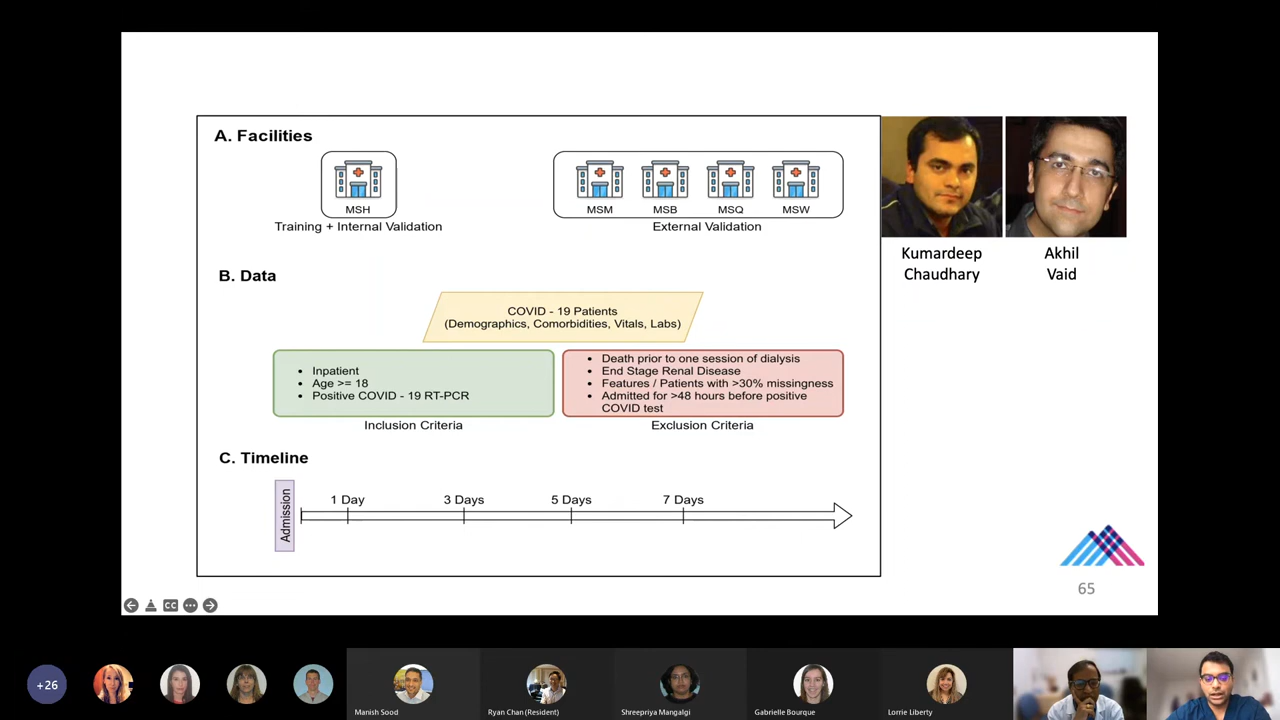 A. Facilities
MSH
MSM
MSB
MSQ
MSW
Training + Internal Validation
External Validation
Kumardeep
Chaudhary
Akhil
Vaid
B. Data
COVID - 19 Patients
(Demographics, Comorbidities, Vitals, Labs)
• Inpatient
• Age >= 18
• Positive COVID - 19 RT-PCR
• Death prior to one session of dialysis
• End Stage Renal Disease
• Features / Patients with >30% missingness
• Admitted for >48 hours before positive
COVID test
Inclusion Criteria
Exclusion Criteria
C. Timeline
Admission
1 Day
3 Days
5 Days
7 Days
65
CC
+26
Manish Sood
Ryan Chan (Resident)
Shreepriya Mangalgi
Gabrielle Bourque
Lorrie Liberty